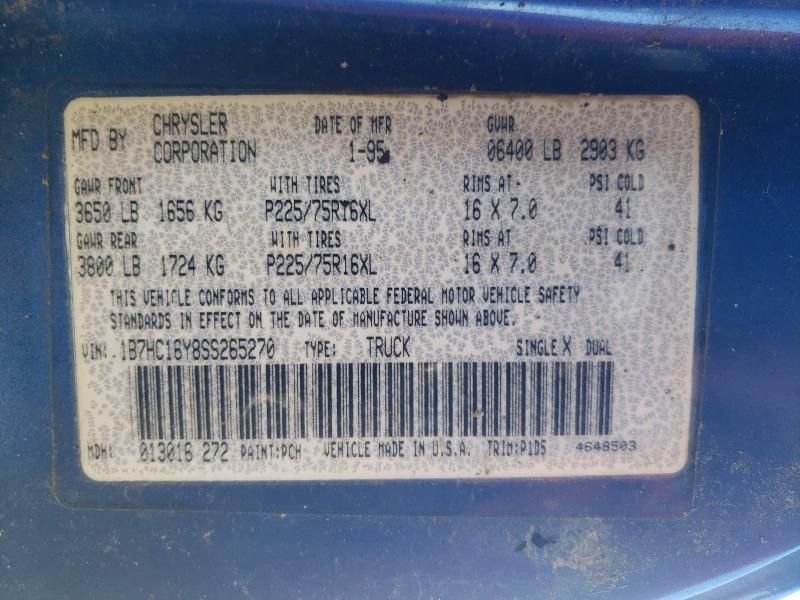 MFD BY CHRYSLER CORPORATION DATE OF MFR 1-95 GVWR 06400 LB 2903 KG
GAWR FRONT WITH TIRES RIMS AT PSI COLD
3650 LB 1656 KG P225/75R16XL 16 X 7.0 41
GAWR REAR WITH TIRES RIMS AT PSI COLD
3800 LB 1724 KG P225/75R16XL 16 X 7.0 41
THIS VEHICLE CONFORMS TO ALL APPLICABLE FEDERAL MOTOR VEHICLE SAFETY
STANDARDS IN EFFECT ON THE DATE OF MANUFACTURE SHOWN ABOVE.
VIN: 1B7HC16Y8SS265270 TYPE: TRUCK SINGLE X DUAL
MDH: 013016 272 PAINT:PCH VEHICLE MADE IN U.S.A. TRIM:P1D5 4648503